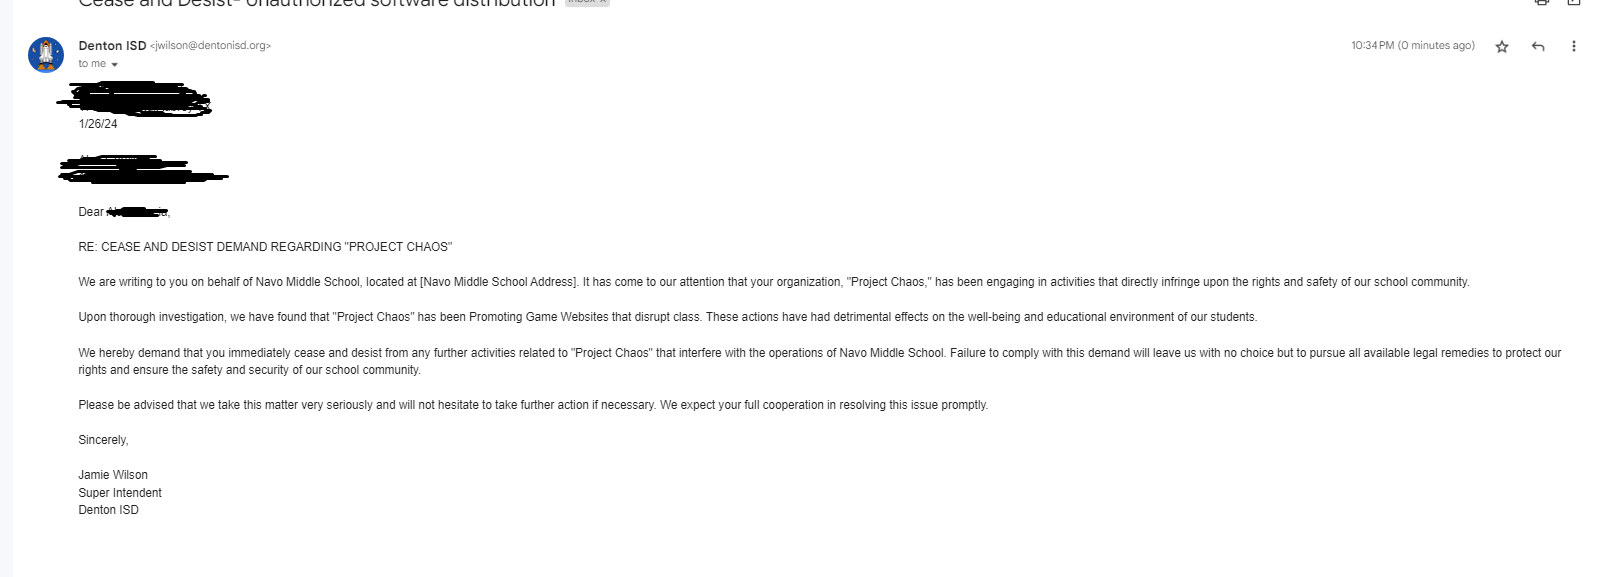 Cease and Desist- Unauthorized software distribution Inbox x
Denton ISD <jwilson@dentonisd.org>
10:34 PM (0 minutes ago)
to me
1/26/24
Dear ,
RE: CEASE AND DESIST DEMAND REGARDING "PROJECT CHAOS"
We are writing to you on behalf of Navo Middle School, located at [Navo Middle School Address]. It has come to our attention that your organization, "Project Chaos," has been engaging in activities that directly infringe upon the rights and safety of our school community.
Upon thorough investigation, we have found that "Project Chaos" has been Promoting Game Websites that disrupt class. These actions have had detrimental effects on the well-being and educational environment of our students.
We hereby demand that you immediately cease and desist from any further activities related to "Project Chaos" that interfere with the operations of Navo Middle School. Failure to comply with this demand will leave us with no choice but to pursue all available legal remedies to protect our
rights and ensure the safety and security of our school community.
Please be advised that we take this matter very seriously and will not hesitate to take further action if necessary. We expect your full cooperation in resolving this issue promptly.
Sincerely,
Jamie Wilson
Super Intendent
Denton ISD